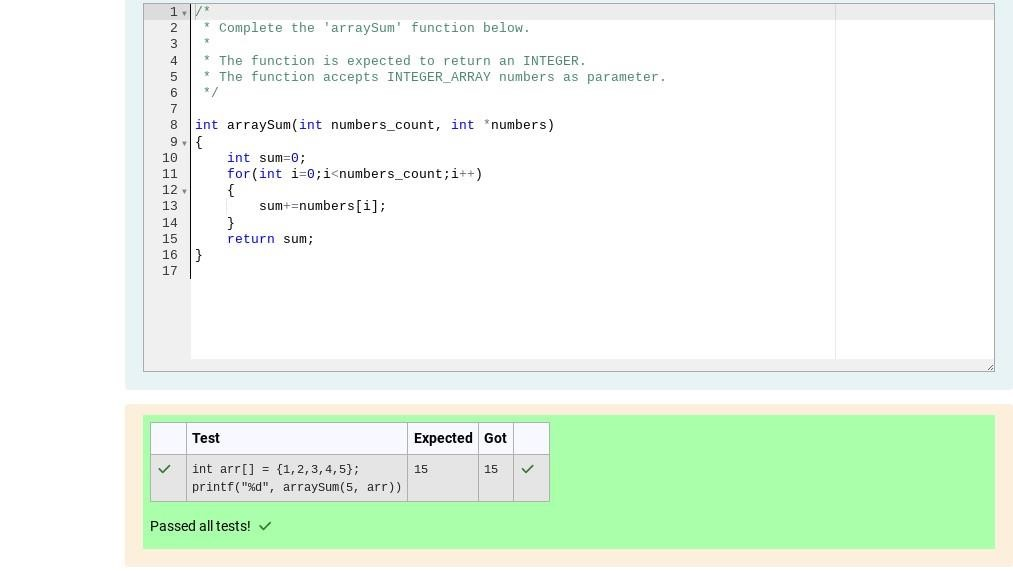 1 /*
2  * Complete the 'arraySum' function below.
3  *
4  * The function is expected to return an INTEGER.
5  * The function accepts INTEGER_ARRAY numbers as parameter.
6  */
7
8 int arraySum(int numbers_count, int *numbers)
9 {
10     int sum=0;
11     for(int i=0;i<numbers_count;i++)
12     {
13         sum+=numbers[i];
14     }
15     return sum;
16 }
17
Test Expected Got
int arr[] = {1,2,3,4,5}; 15 15
printf("%d", arraySum(5, arr))
Passed all tests!